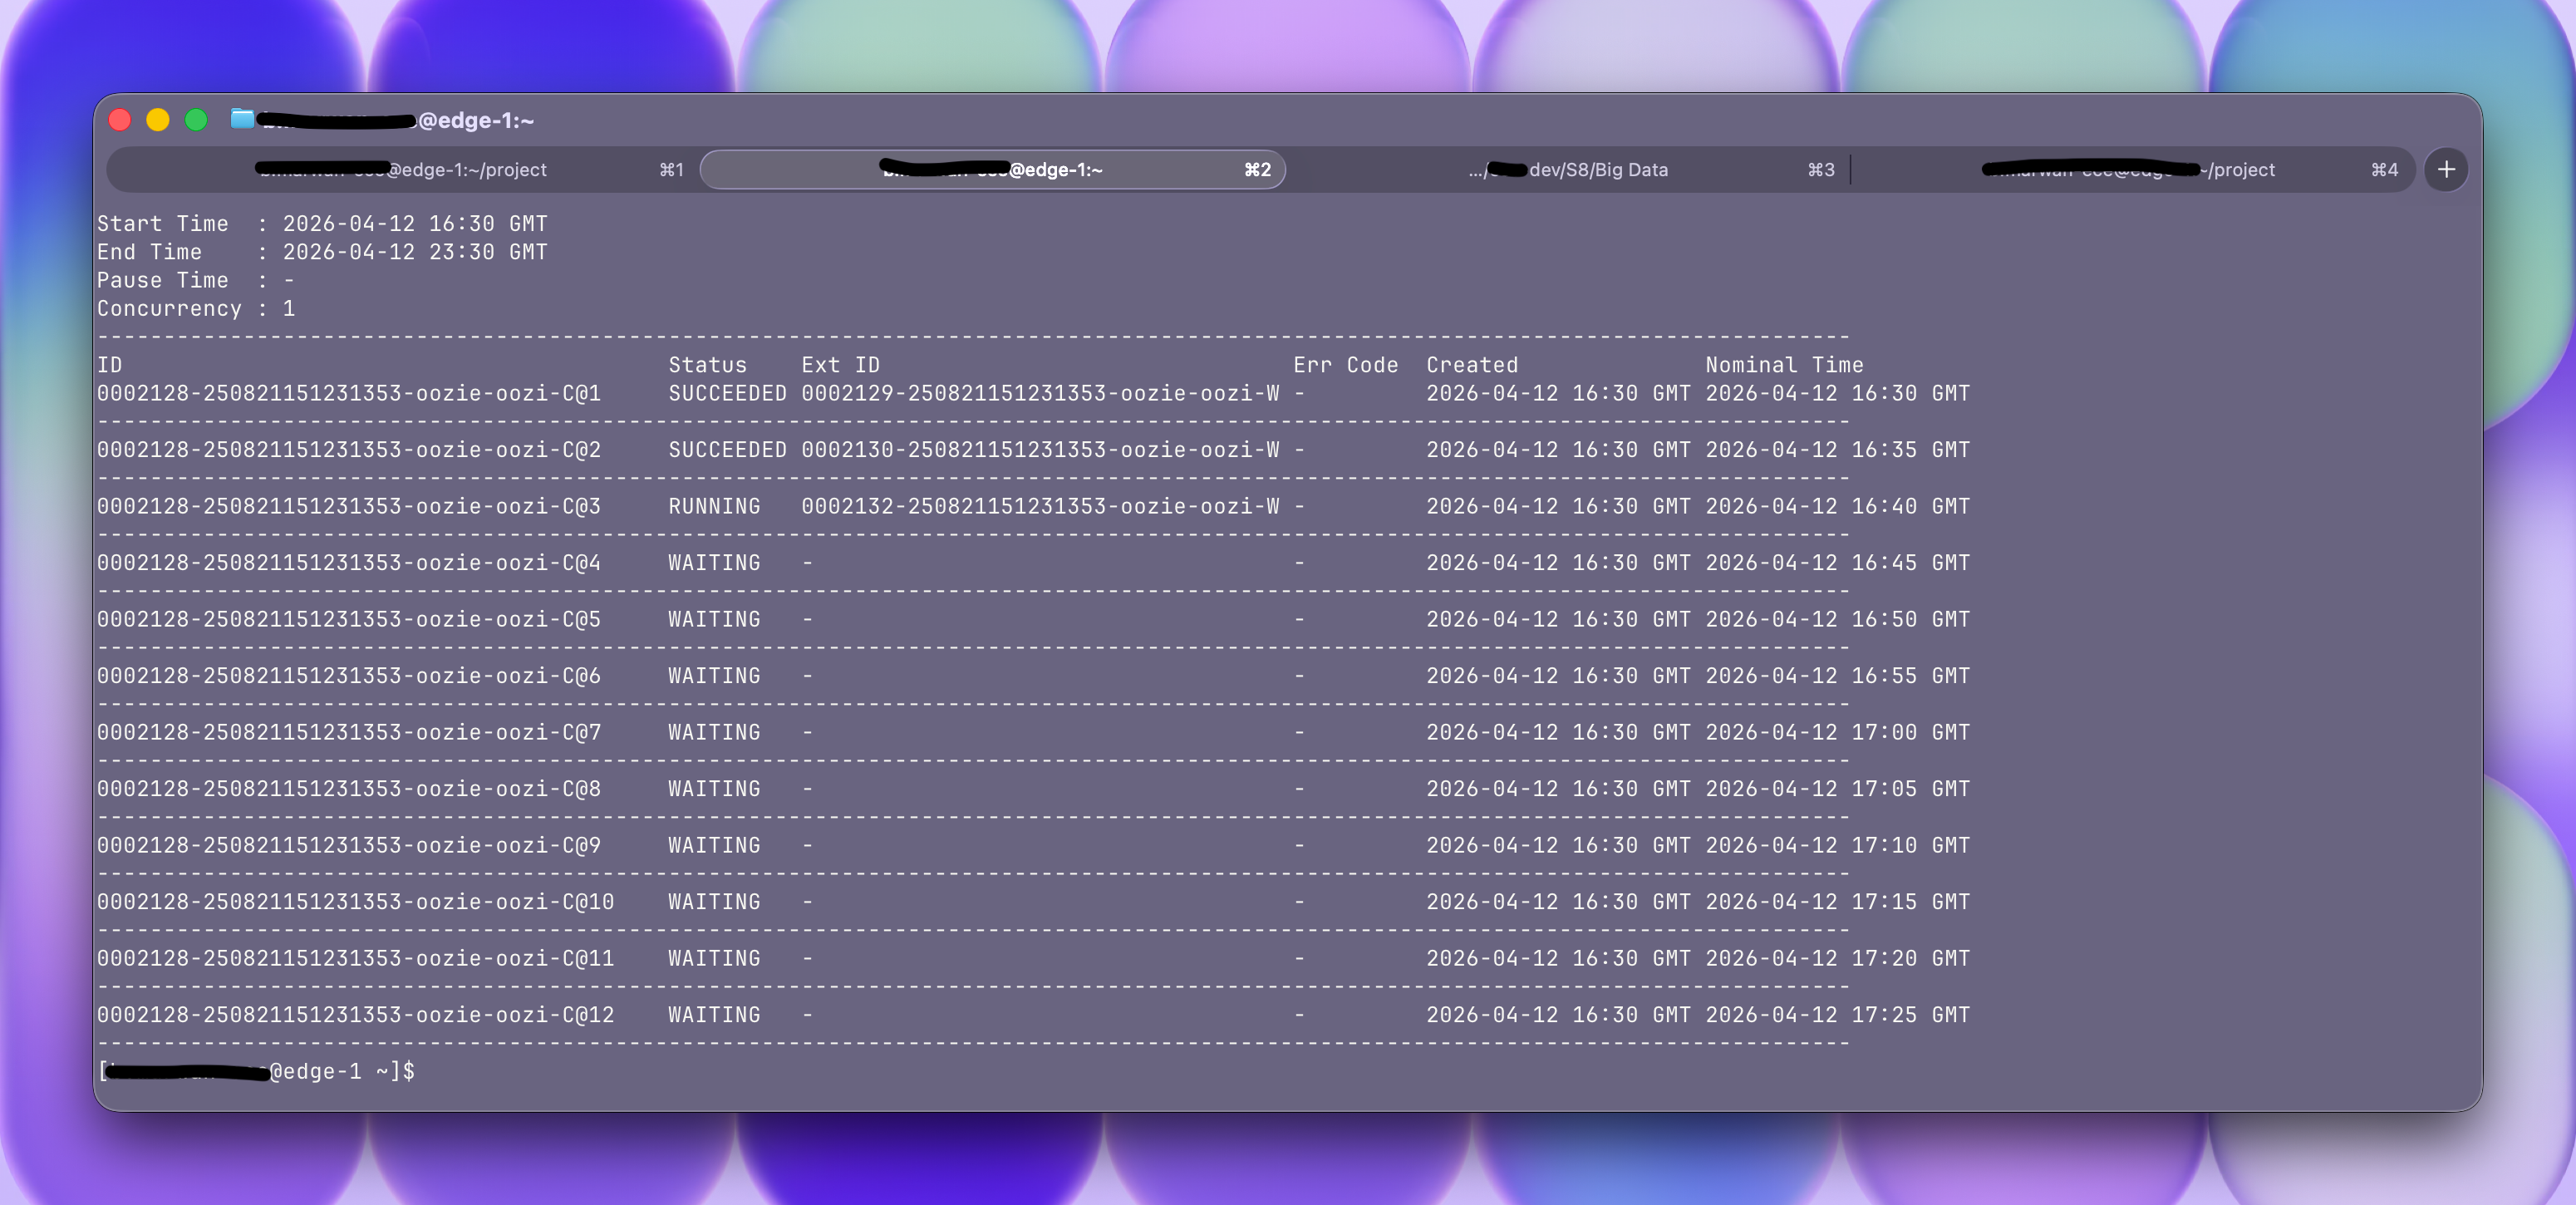 @edge-1:~
@edge-1:~/project ⌘1 @edge-1:~ ⌘2 …/ dev/S8/Big Data ⌘3 ~/project ⌘4 +
Start Time  : 2026-04-12 16:30 GMT
End Time    : 2026-04-12 23:30 GMT
Pause Time  : -
Concurrency : 1
------------------------------------------------------------------------------------------------------------------------------------
ID                                         Status    Ext ID                               Err Code  Created              Nominal Time
0002128-250821151231353-oozie-oozi-C@1     SUCCEEDED 0002129-250821151231353-oozie-oozi-W -         2026-04-12 16:30 GMT 2026-04-12 16:30 GMT
------------------------------------------------------------------------------------------------------------------------------------
0002128-250821151231353-oozie-oozi-C@2     SUCCEEDED 0002130-250821151231353-oozie-oozi-W -         2026-04-12 16:30 GMT 2026-04-12 16:35 GMT
------------------------------------------------------------------------------------------------------------------------------------
0002128-250821151231353-oozie-oozi-C@3     RUNNING   0002132-250821151231353-oozie-oozi-W -         2026-04-12 16:30 GMT 2026-04-12 16:40 GMT
------------------------------------------------------------------------------------------------------------------------------------
0002128-250821151231353-oozie-oozi-C@4     WAITING   -                                    -         2026-04-12 16:30 GMT 2026-04-12 16:45 GMT
------------------------------------------------------------------------------------------------------------------------------------
0002128-250821151231353-oozie-oozi-C@5     WAITING   -                                    -         2026-04-12 16:30 GMT 2026-04-12 16:50 GMT
------------------------------------------------------------------------------------------------------------------------------------
0002128-250821151231353-oozie-oozi-C@6     WAITING   -                                    -         2026-04-12 16:30 GMT 2026-04-12 16:55 GMT
------------------------------------------------------------------------------------------------------------------------------------
0002128-250821151231353-oozie-oozi-C@7     WAITING   -                                    -         2026-04-12 16:30 GMT 2026-04-12 17:00 GMT
------------------------------------------------------------------------------------------------------------------------------------
0002128-250821151231353-oozie-oozi-C@8     WAITING   -                                    -         2026-04-12 16:30 GMT 2026-04-12 17:05 GMT
------------------------------------------------------------------------------------------------------------------------------------
0002128-250821151231353-oozie-oozi-C@9     WAITING   -                                    -         2026-04-12 16:30 GMT 2026-04-12 17:10 GMT
------------------------------------------------------------------------------------------------------------------------------------
0002128-250821151231353-oozie-oozi-C@10    WAITING   -                                    -         2026-04-12 16:30 GMT 2026-04-12 17:15 GMT
------------------------------------------------------------------------------------------------------------------------------------
0002128-250821151231353-oozie-oozi-C@11    WAITING   -                                    -         2026-04-12 16:30 GMT 2026-04-12 17:20 GMT
------------------------------------------------------------------------------------------------------------------------------------
0002128-250821151231353-oozie-oozi-C@12    WAITING   -                                    -         2026-04-12 16:30 GMT 2026-04-12 17:25 GMT
------------------------------------------------------------------------------------------------------------------------------------
[ @edge-1 ~]$